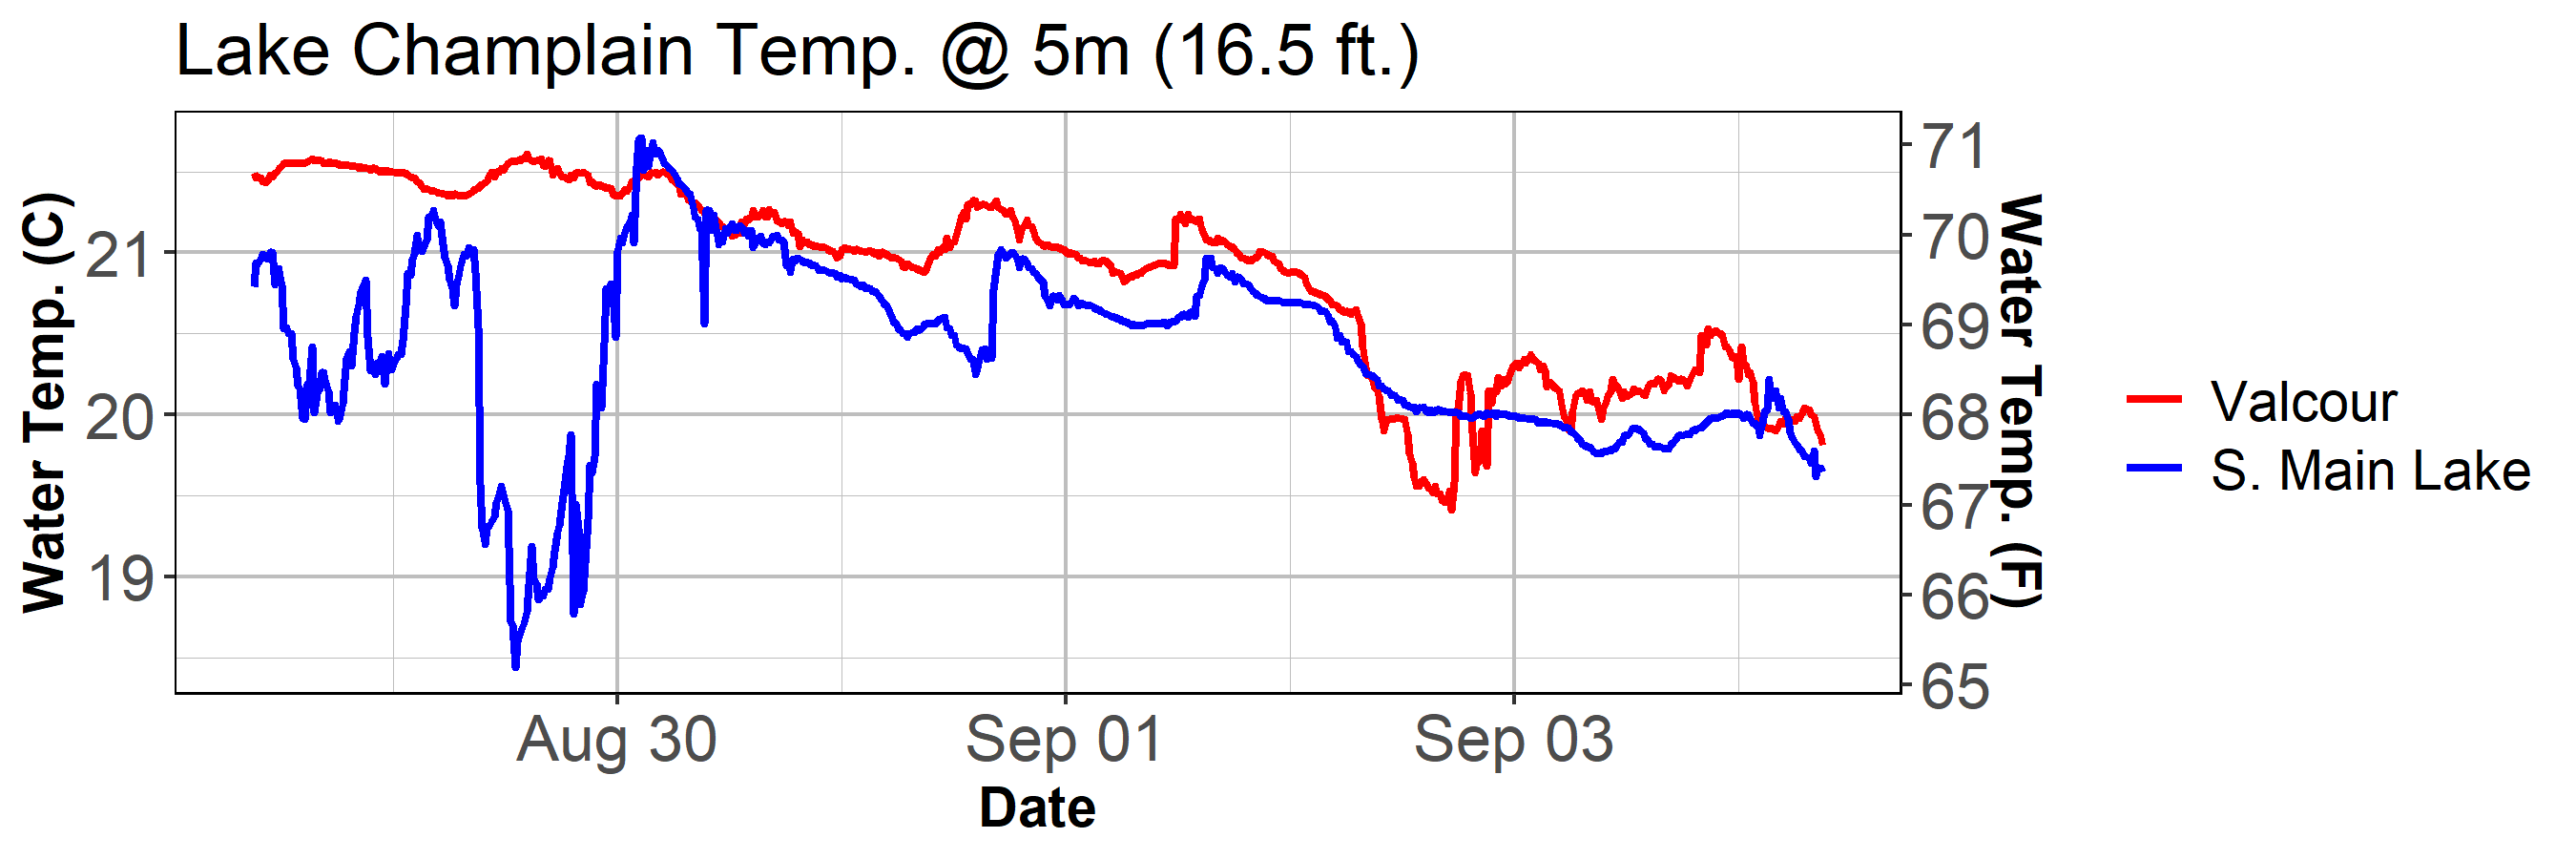 Lake Champlain Temp. @ 5m (16.5 ft.)
Water Temp. (C)
21
20
19
71
70
69
68
67
66
65
Water Temp. (F)
Aug 30
Sep 01
Sep 03
Date
Valcour
S. Main Lake